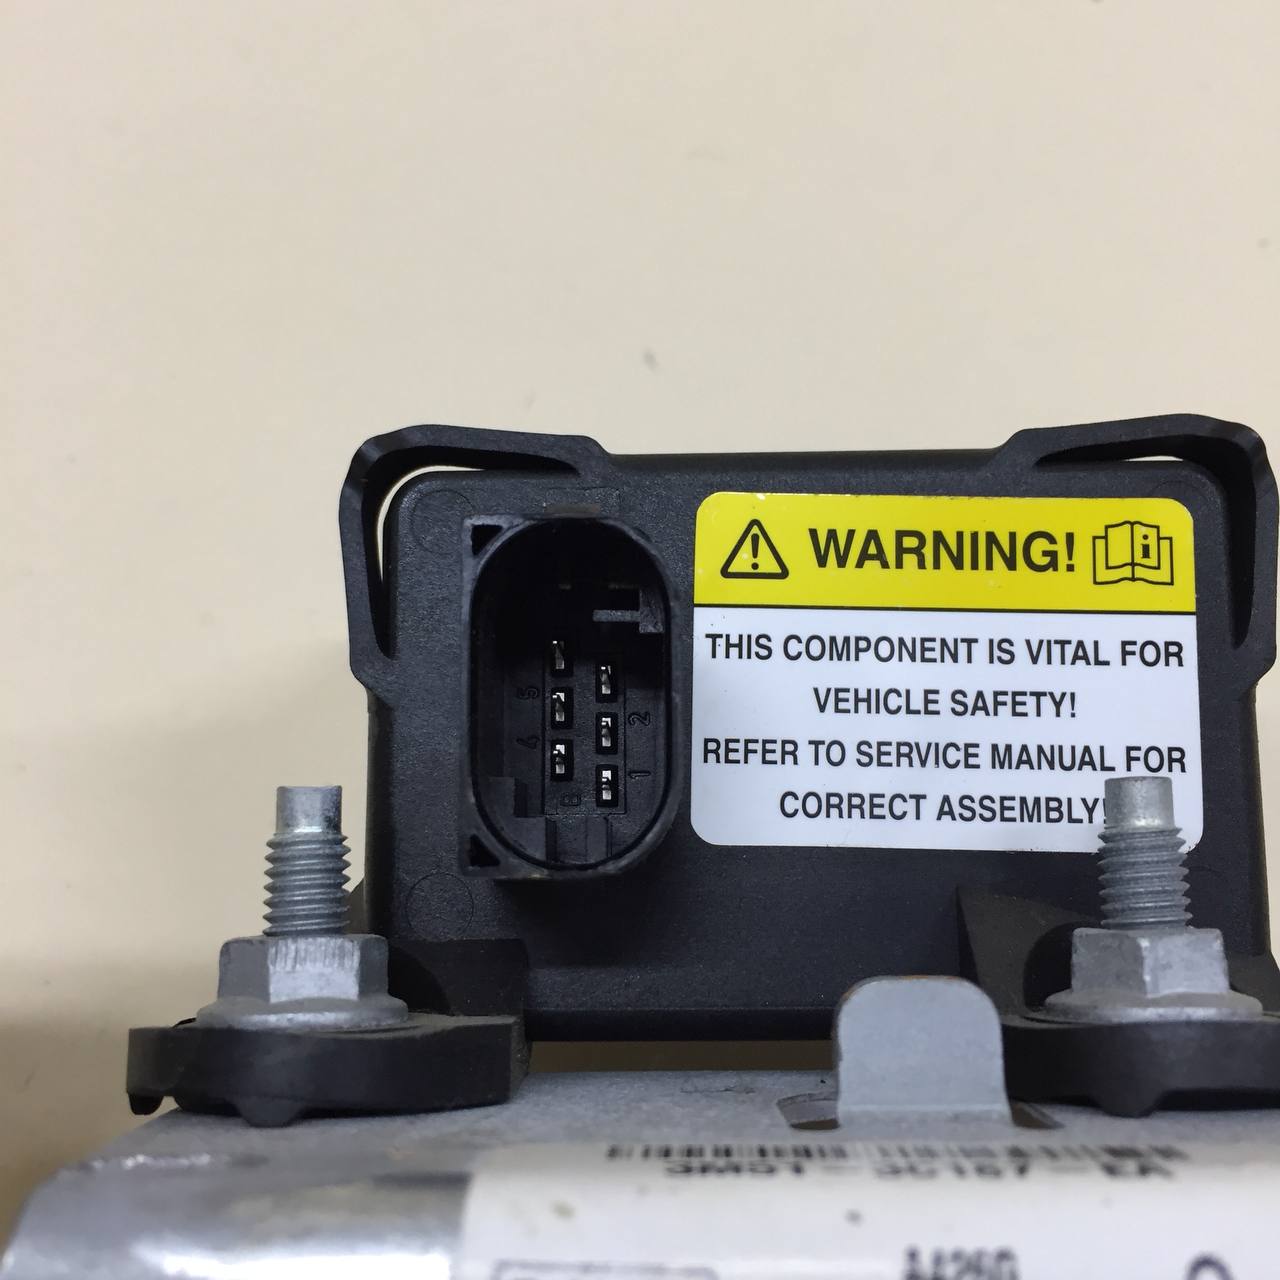 WARNING!
THIS COMPONENT IS VITAL FOR
VEHICLE SAFETY!
REFER TO SERVICE MANUAL FOR
CORRECT ASSEMBLY!
5
2
4
1